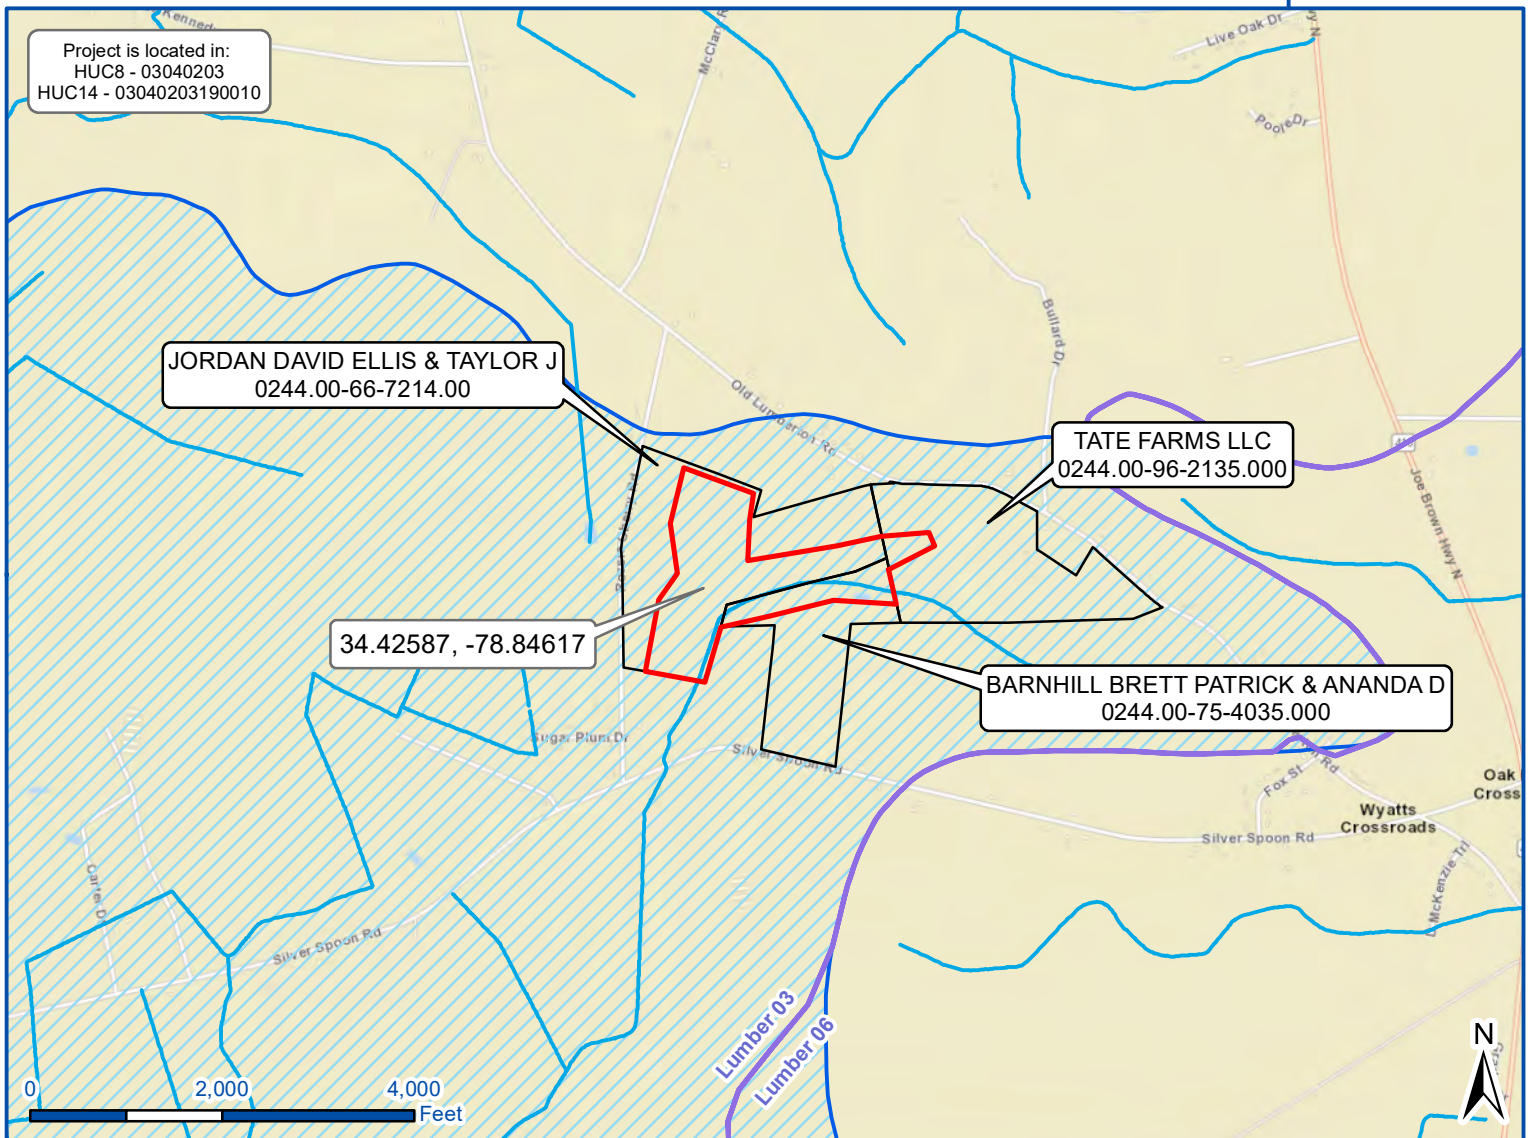 Project is located in:
HUC8 - 03040203
HUC14 - 03040203190010
Kennedy
McClary R
Live Oak Dr
wy N
Poole Dr
Bullard Dr
JORDAN DAVID ELLIS & TAYLOR J
0244.00-66-7214.00
Old Lumberton Rd
TATE FARMS LLC
0244.00-96-2135.000
Joe Brown Hwy N
34.42587, -78.84617
BARNHILL BRETT PATRICK & ANANDA D
0244.00-75-4035.000
Sugar Plum Dr
Silver Spoon Rd
Rd
Fox St
Oak
Cross
Wyatts
Crossroads
Silver Spoon Rd
L McKenzie Trl
Carter Dr
Silver Spoon Rd
Lumber 03
Lumber 06
N
0 2,000 4,000
Feet